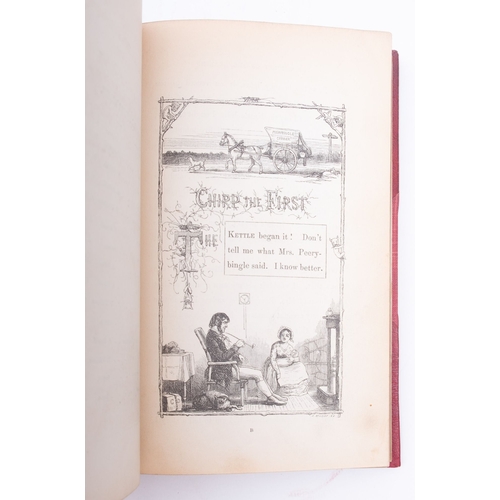 CHIRP THE FIRST
THE
KETTLE began it! Don't
tell me what Mrs. Peery-
bingle said. I know better.
B